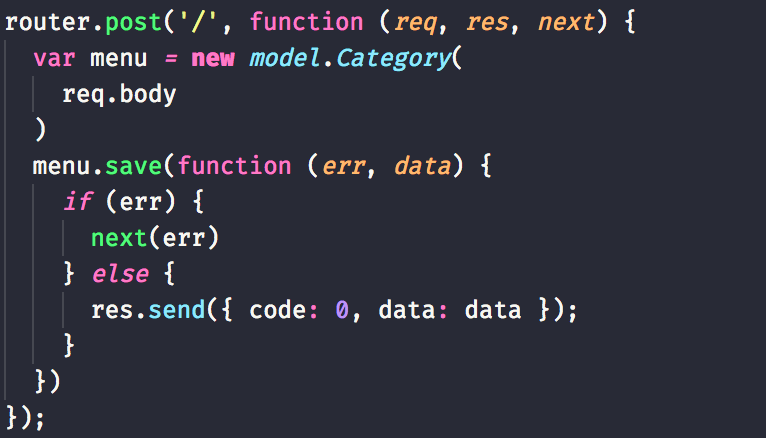 router.post('/', function (req, res, next) {
  var menu = new model.Category(
    req.body
  )
  menu.save(function (err, data) {
    if (err) {
      next(err)
    } else {
      res.send({ code: 0, data: data });
    }
  })
});